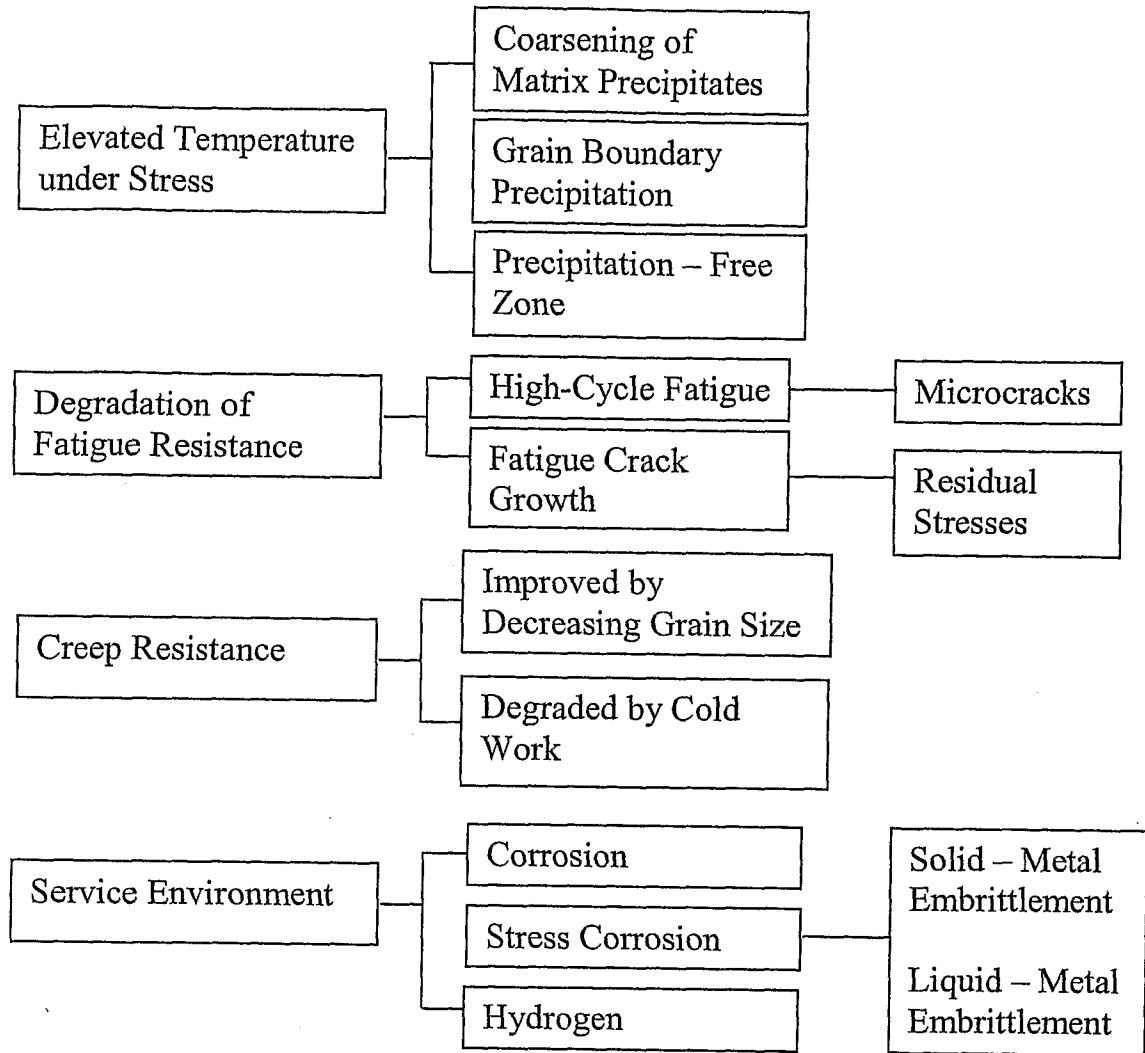 Elevated Temperature
under Stress
Coarsening of
Matrix Precipitates
Grain Boundary
Precipitation
Precipitation – Free
Zone
Degradation of
Fatigue Resistance
High-Cycle Fatigue
Microcracks
Fatigue Crack
Growth
Residual
Stresses
Creep Resistance
Improved by
Decreasing Grain Size
Degraded by Cold
Work
Service Environment
Corrosion
Stress Corrosion
Hydrogen
Solid – Metal
Embrittlement
Liquid – Metal
Embrittlement